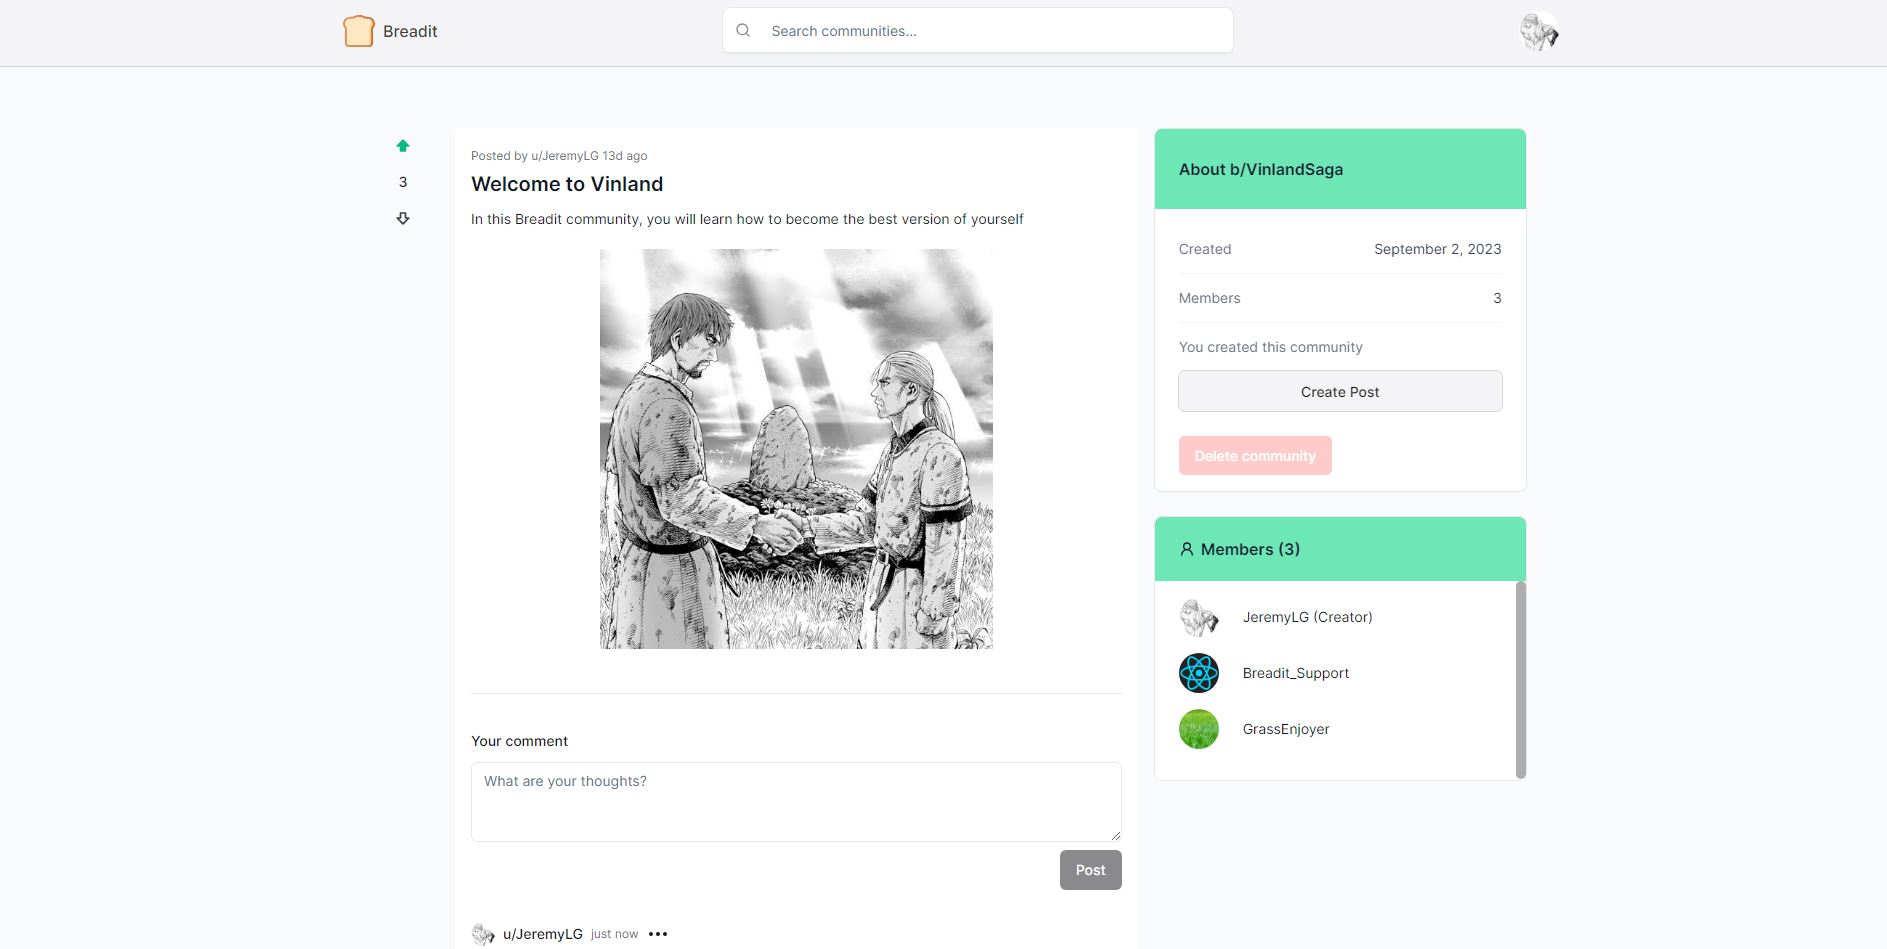 Breadit
Search communities...
3
Posted by u/JeremyLG 13d ago
Welcome to Vinland
In this Breadit community, you will learn how to become the best version of yourself
Your comment
What are your thoughts?
Post
u/JeremyLG just now
About b/VinlandSaga
Created September 2, 2023
Members 3
You created this community
Create Post
Delete community
Members (3)
JeremyLG (Creator)
Breadit_Support
GrassEnjoyer